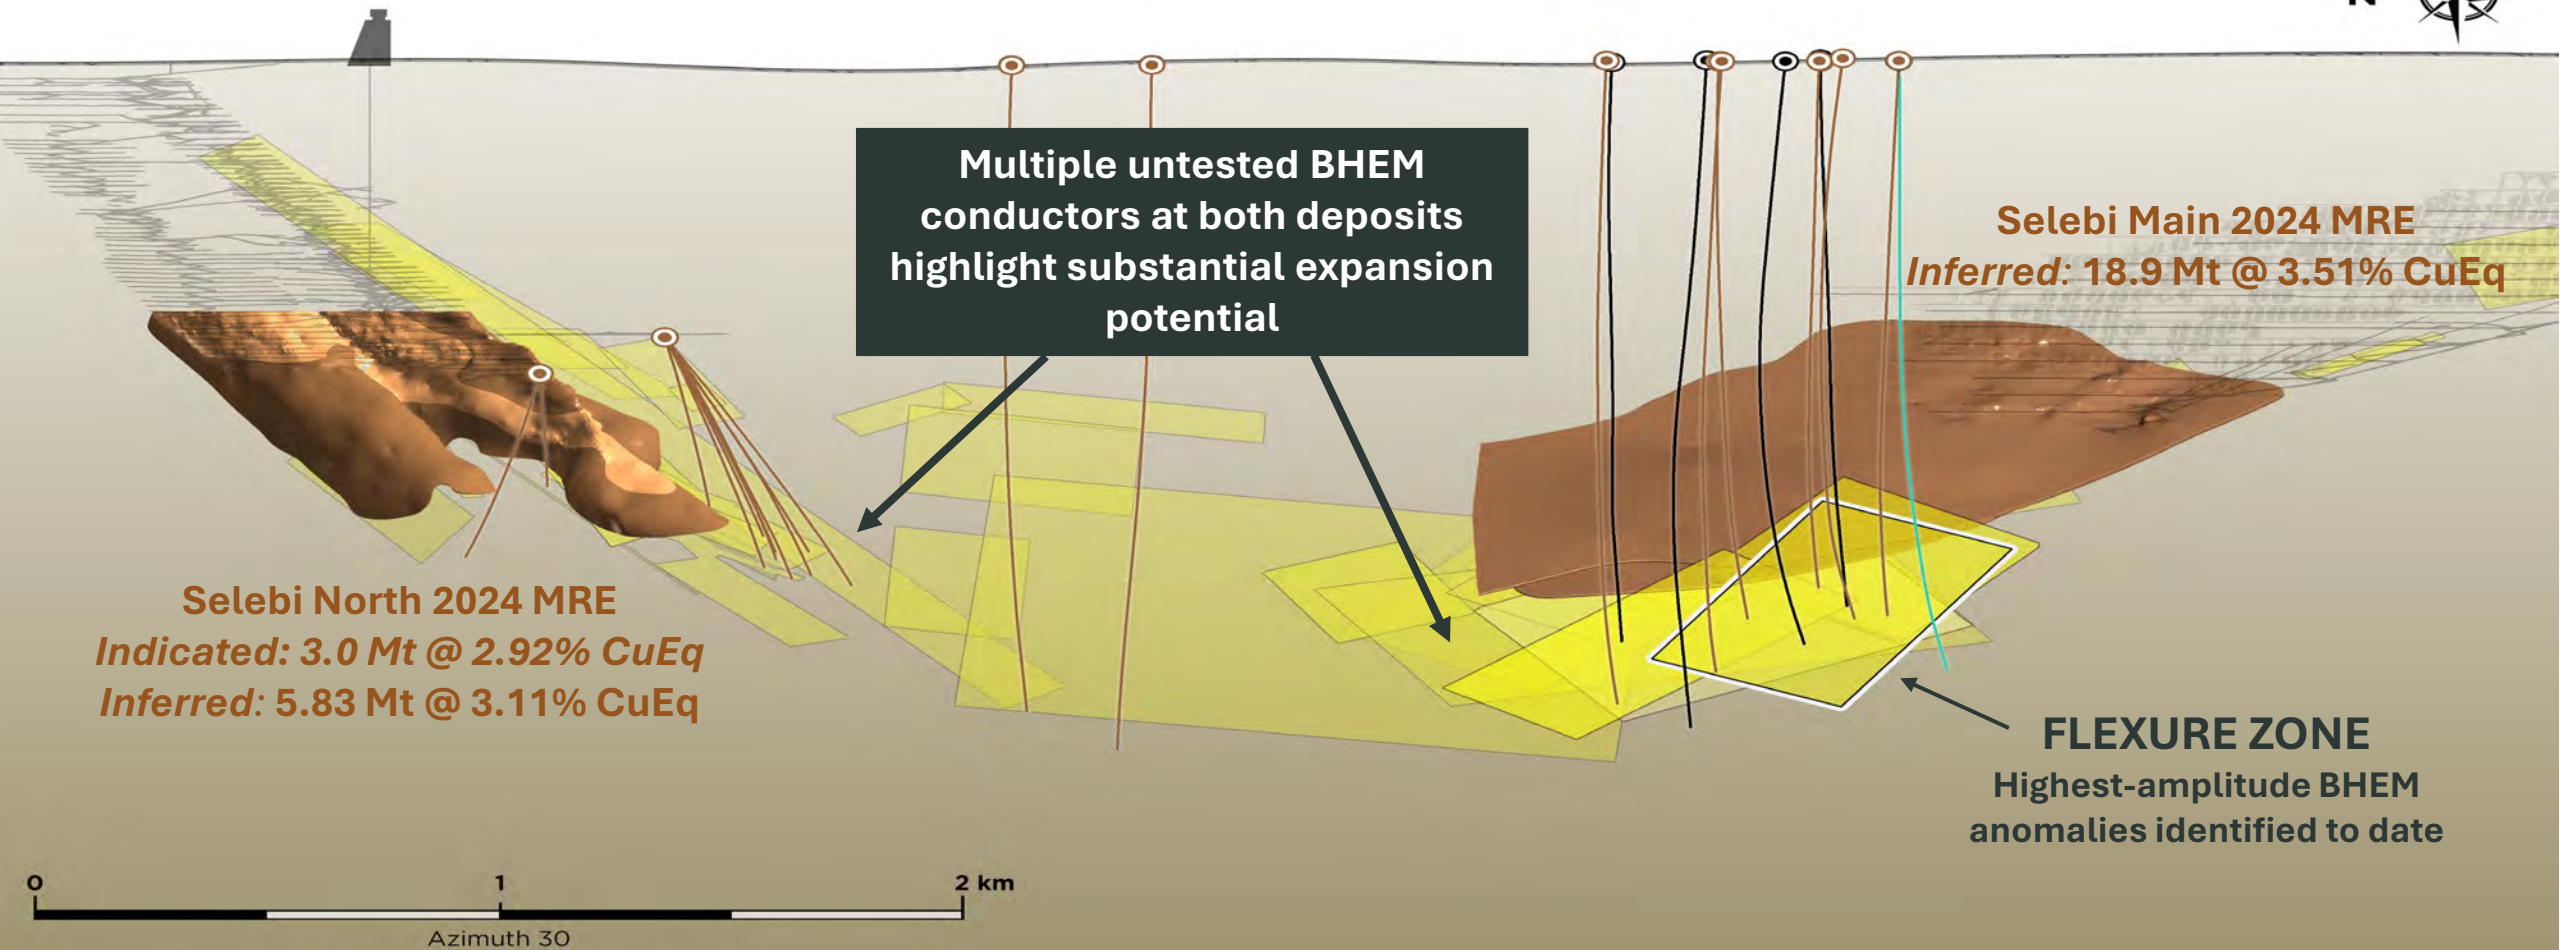 N
Multiple untested BHEM
conductors at both deposits
highlight substantial expansion
potential
Selebi Main 2024 MRE
Inferred: 18.9 Mt @ 3.51% CuEq
Selebi North 2024 MRE
Indicated: 3.0 Mt @ 2.92% CuEq
Inferred: 5.83 Mt @ 3.11% CuEq
FLEXURE ZONE
Highest-amplitude BHEM
anomalies identified to date
0 1 2 km
Azimuth 30